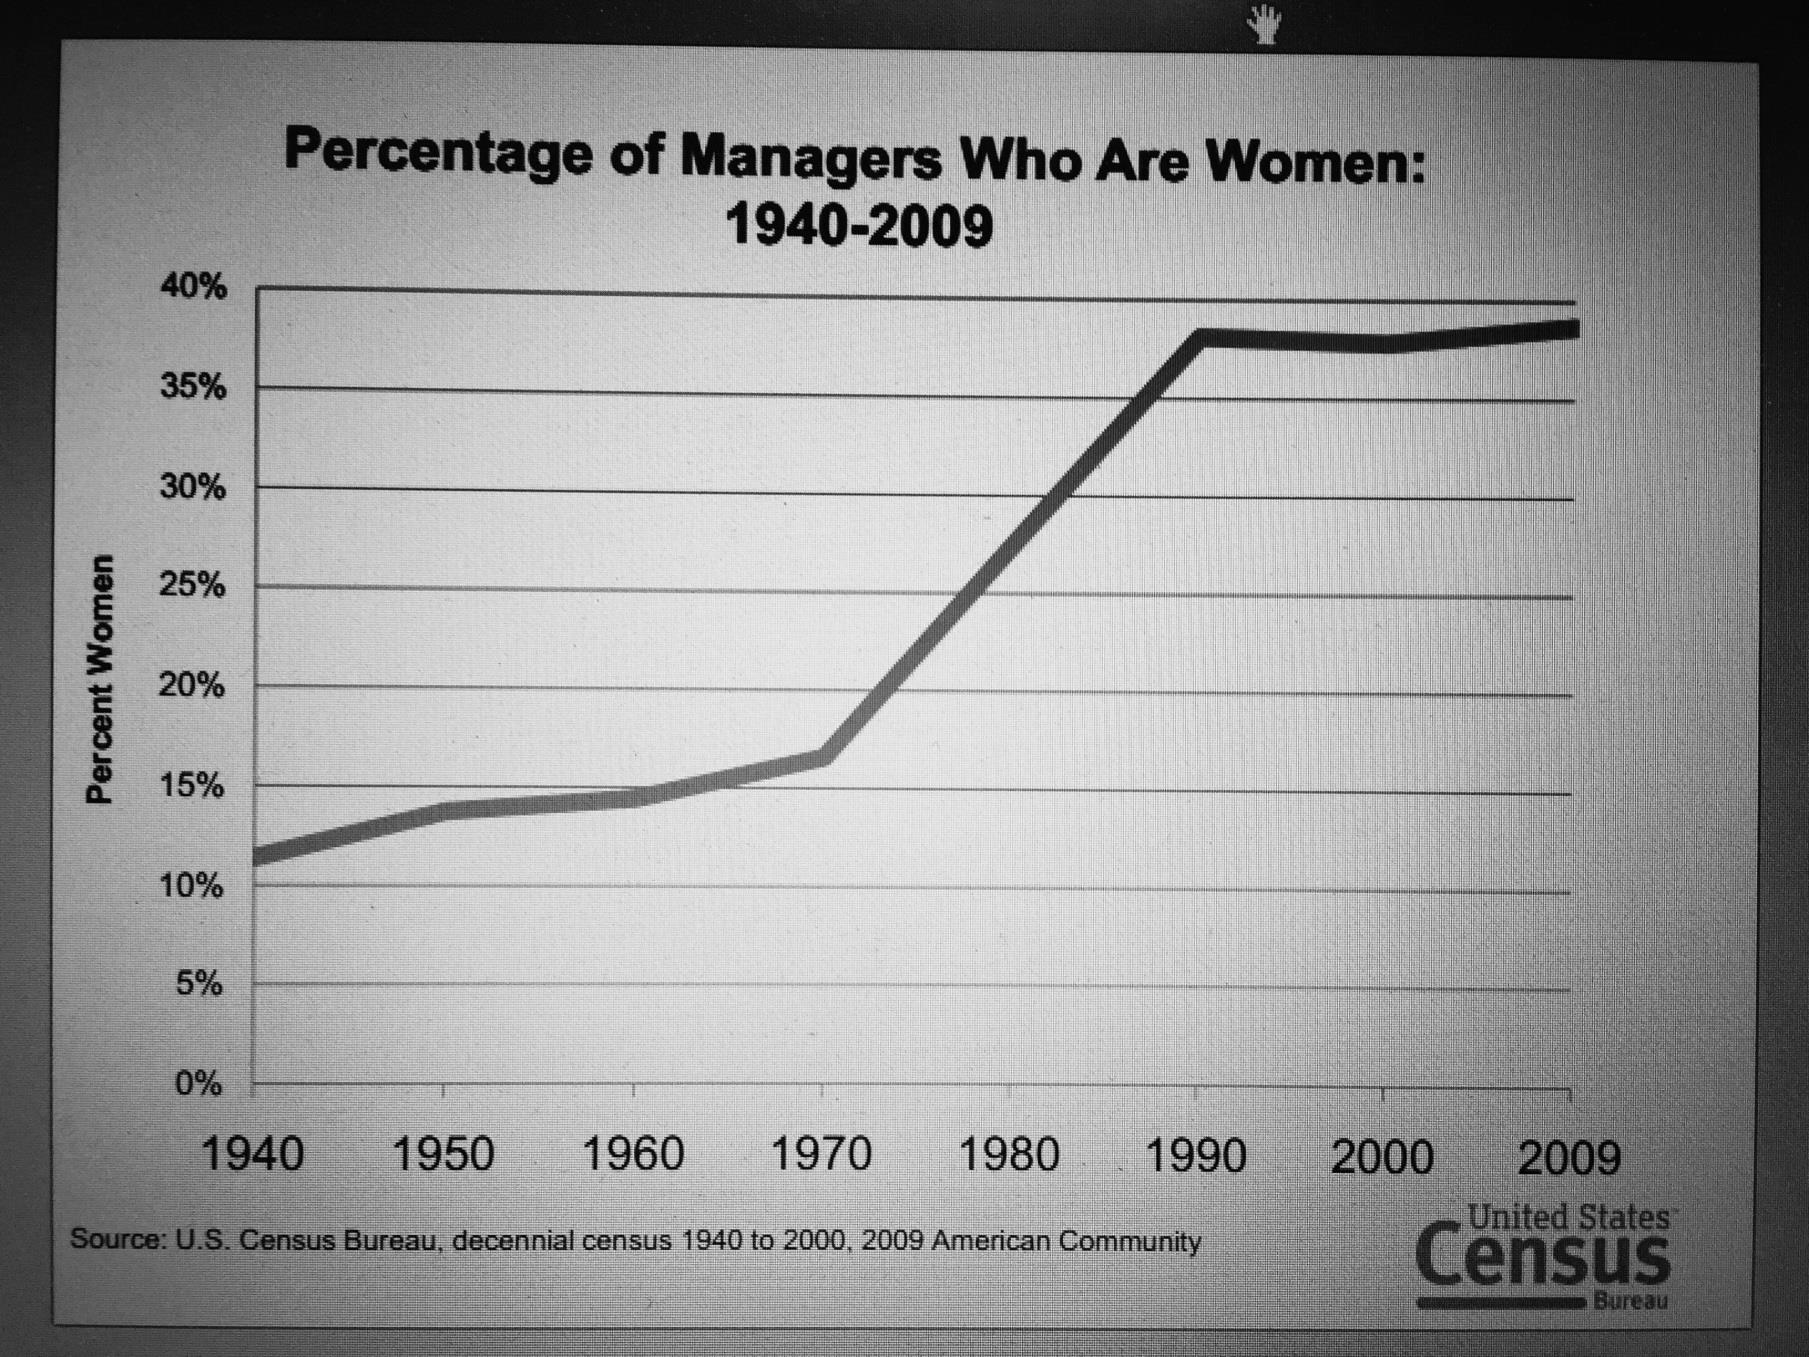 Percentage of Managers Who Are Women:
1940-2009
40%
35%
30%
25%
20%
15%
10%
5%
0%
Percent Women
1940 1950 1960 1970 1980 1990 2000 2009
Source: U.S. Census Bureau, decennial census 1940 to 2000, 2009 American Community
United States
Census
Bureau